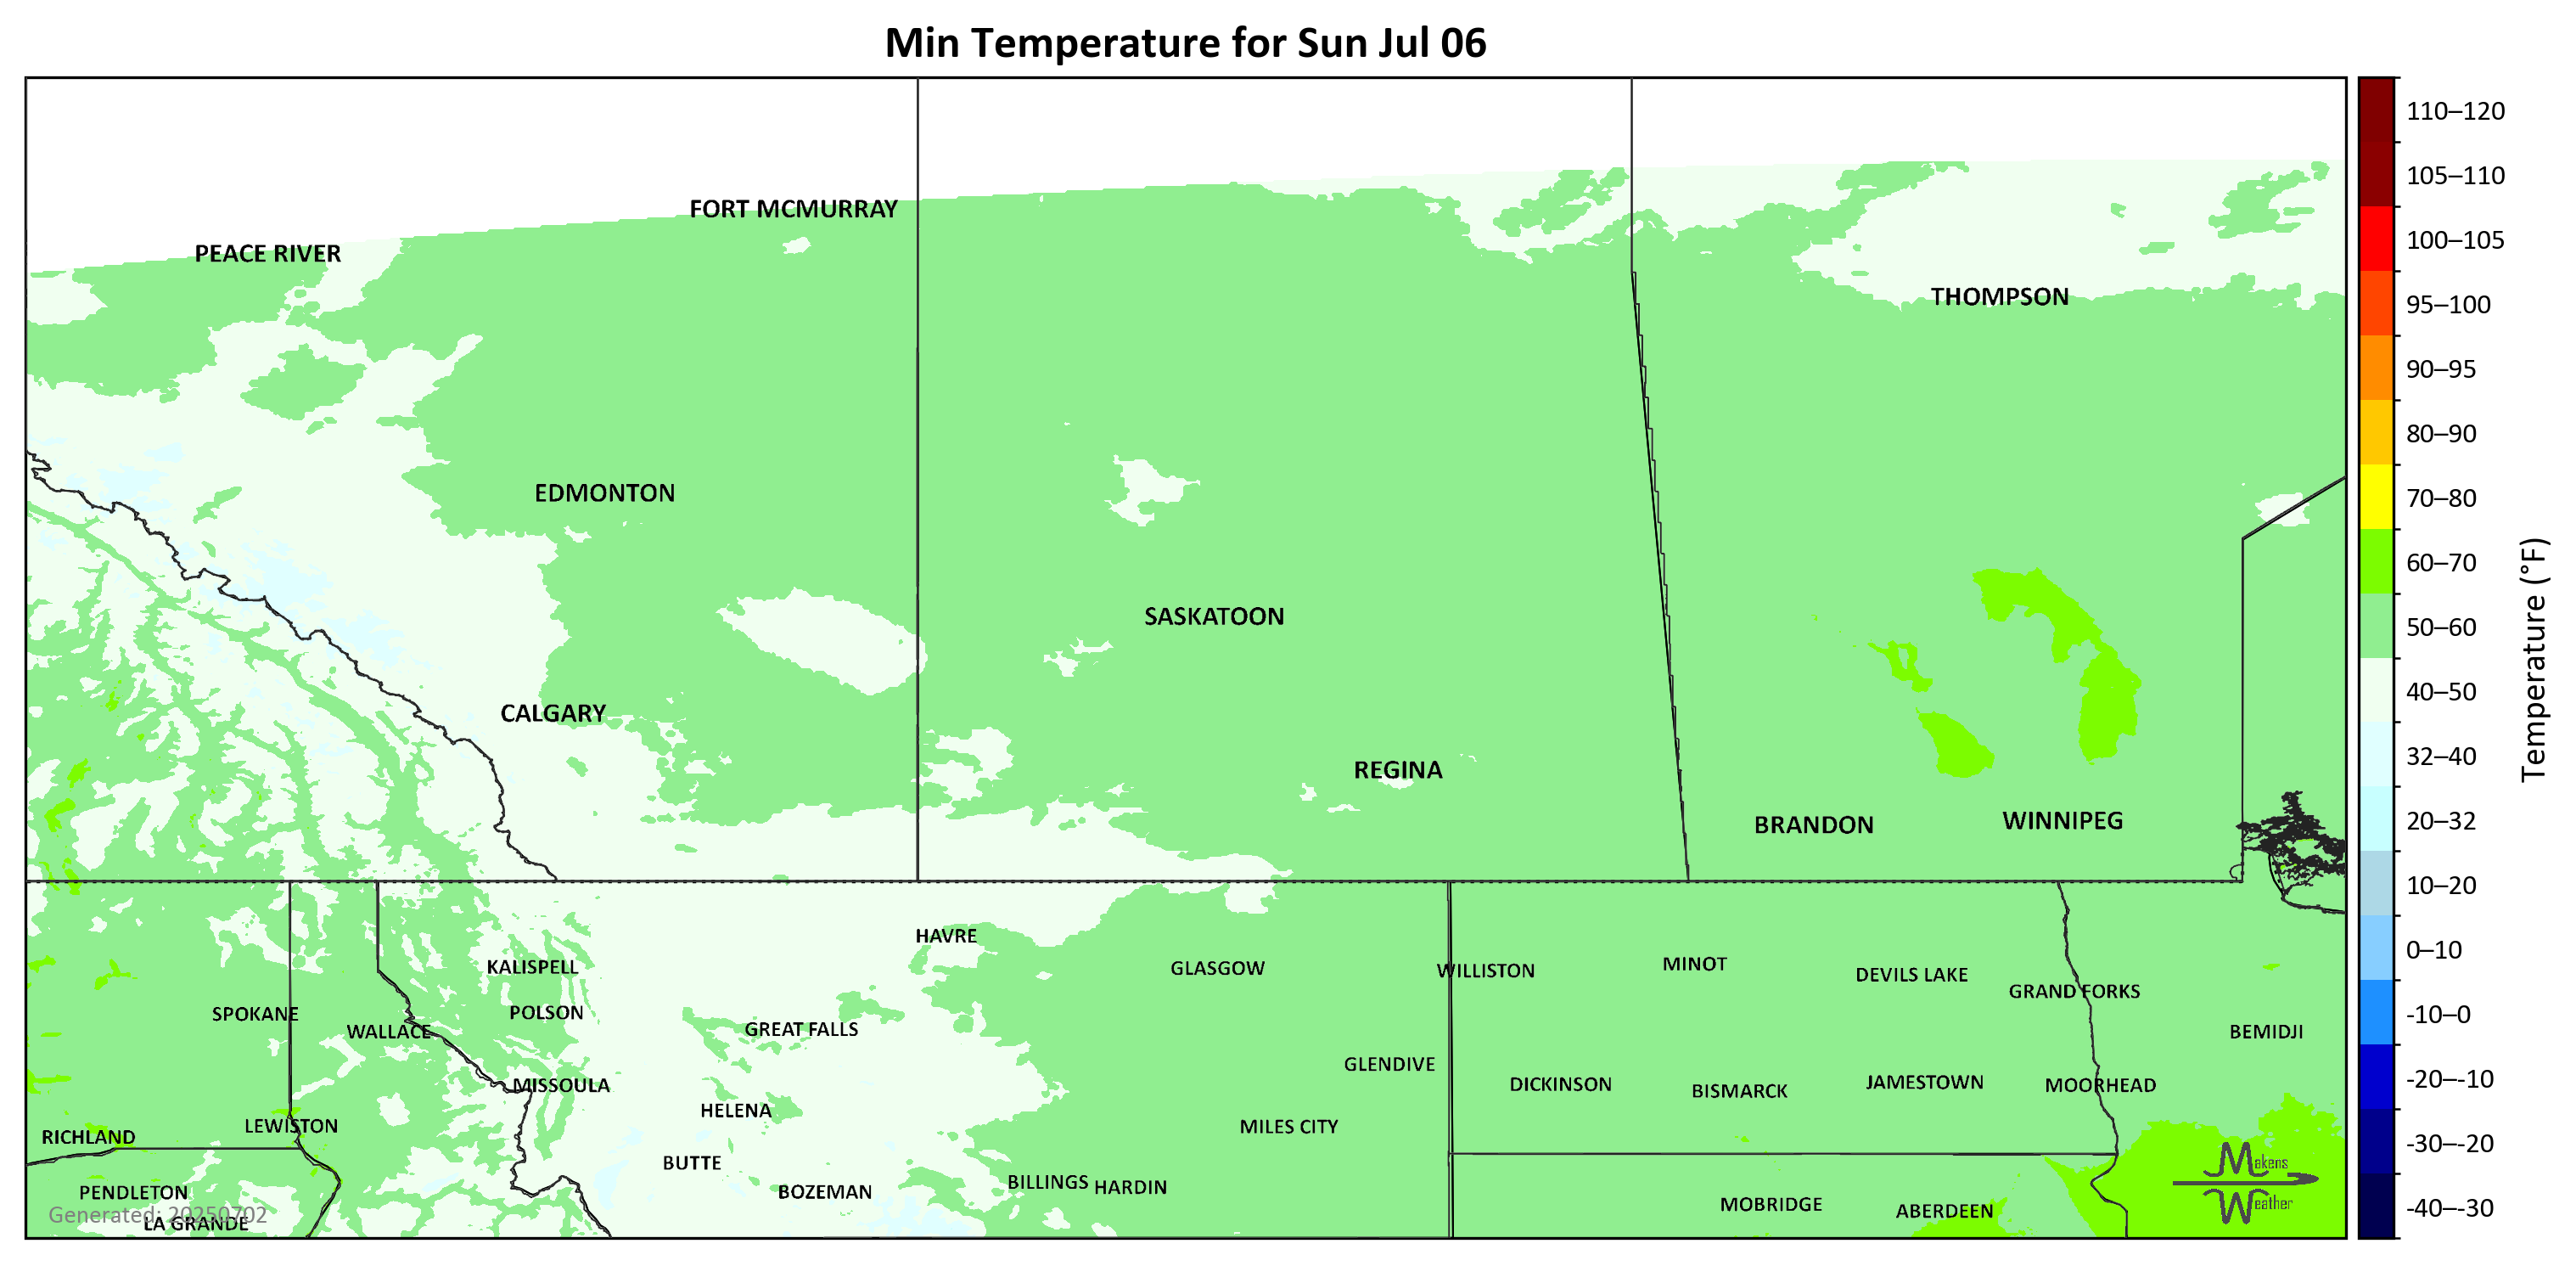 Min Temperature for Sun Jul 06
FORT MCMURRAY
PEACE RIVER
THOMPSON
EDMONTON
SASKATOON
CALGARY
REGINA
BRANDON
WINNIPEG
HAVRE
KALISPELL
GLASGOW
WILLISTON
MINOT
DEVILS LAKE
GRAND FORKS
SPOKANE
POLSON
WALLACE
GREAT FALLS
BEMIDJI
GLENDIVE
MISSOULA
DICKINSON
BISMARCK
JAMESTOWN
MOORHEAD
HELENA
LEWISTON
MILES CITY
RICHLAND
BUTTE
PENDLETON
BOZEMAN
BILLINGS
HARDIN
MOBRIDGE
ABERDEEN
Generated: 20250702
LA GRANDE
Makens
Weather
110–120
105–110
100–105
95–100
90–95
80–90
70–80
60–70
50–60
40–50
32–40
20–32
10–20
0–10
-10–0
-20–-10
-30–-20
-40–-30
Temperature (°F)